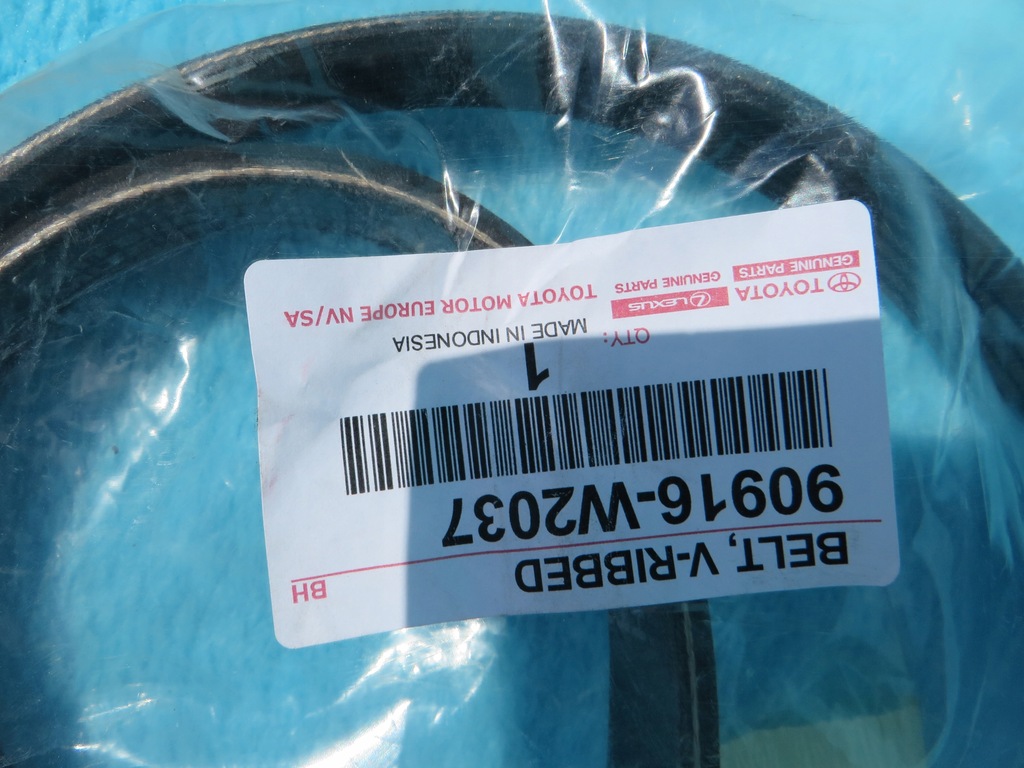 BELT, V-RIBBED
BH
90916-W2037
1
QTY:
MADE IN INDONESIA
TOYOTA
GENUINE PARTS
LEXUS
GENUINE PARTS
TOYOTA MOTOR EUROPE NV/SA